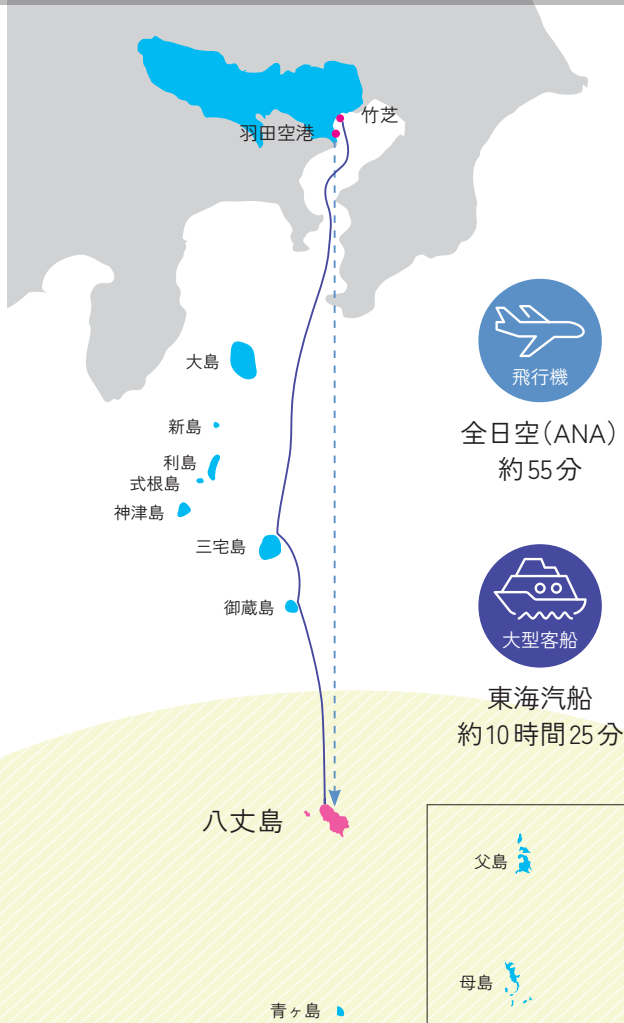 竹芝
羽田空港
大島
新島
利島
式根島
神津島
三宅島
御蔵島
八丈島
青ヶ島
飛行機
全日空(ANA)
約55分
大型客船
東海汽船
約10時間25分
父島
母島